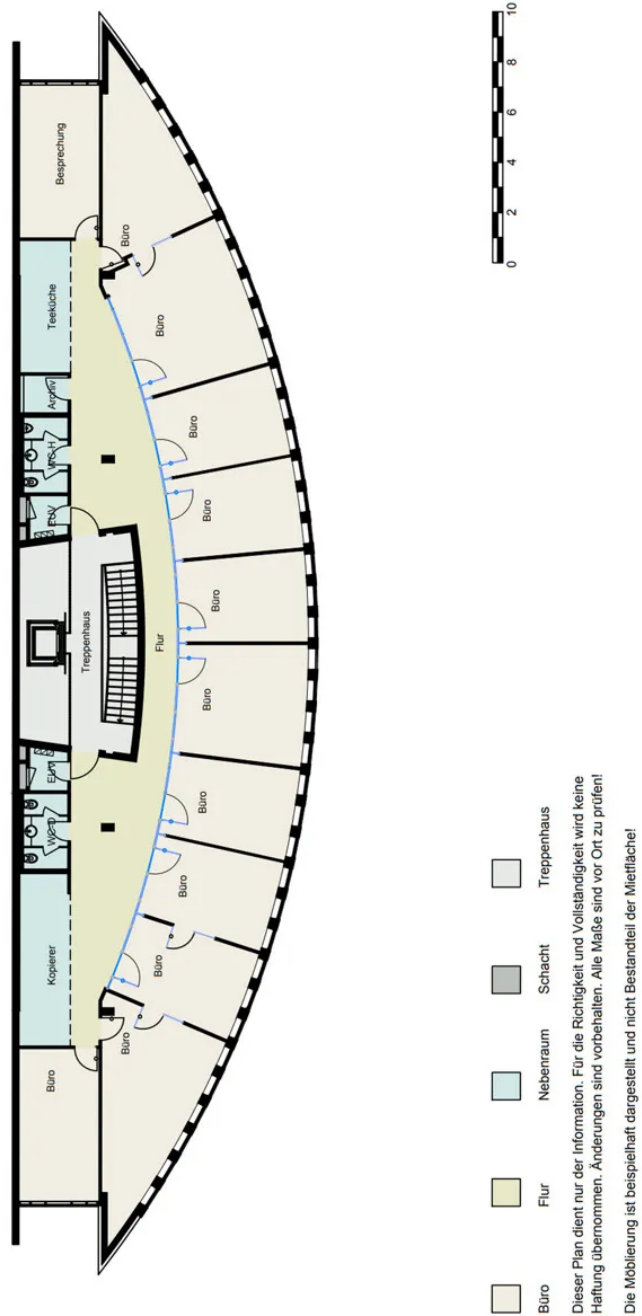 Besprechung
Büro
Teeküche
Büro
Archiv
Büro
WC-H
EUV
Büro
Büro
Treppenhaus
Flur
Büro
EUV
Büro
WC-D
Büro
Kopierer
Büro
Büro
Büro
0 2 4 6 8 10
Büro Flur Nebenraum Schacht Treppenhaus
Dieser Plan dient nur der Information. Für die Richtigkeit und Vollständigkeit wird keine
Haftung übernommen. Änderungen sind vorbehalten. Alle Maße sind vor Ort zu prüfen!
Die Möblierung ist beispielhaft dargestellt und nicht Bestandteil der Mietfläche!